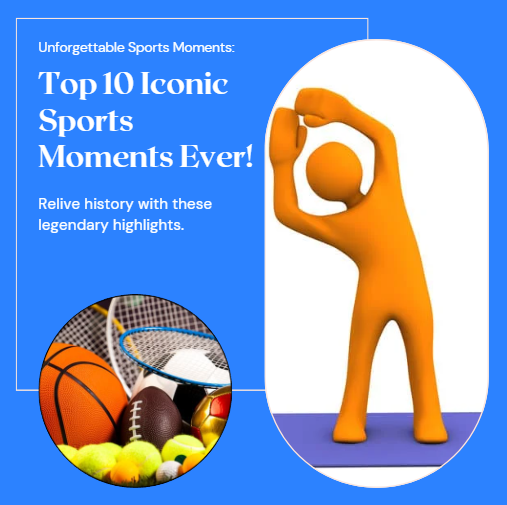 Unforgettable Sports Moments:
Top 10 Iconic
Sports
Moments Ever!
Relive history with these
legendary highlights.